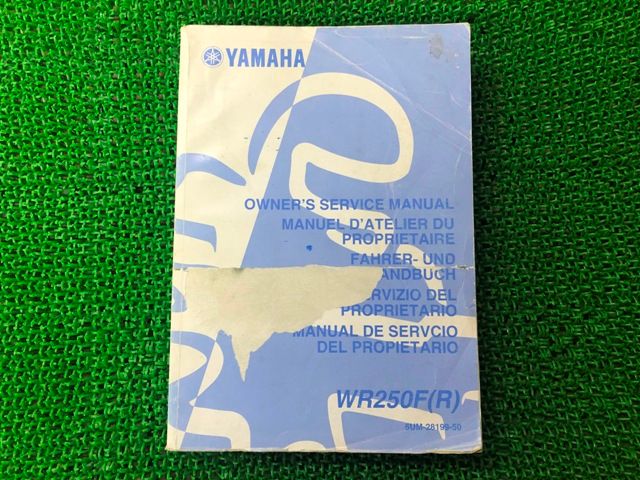 YAMAHA
OWNER'S SERVICE MANUAL
MANUEL D'ATELIER DU
PROPRIETAIRE
FAHRER- UND
ANDBUCH
ERVIZIO DEL
PROPRIETARIO
MANUAL DE SERVCIO
DEL PROPIETARIO
WR250F(R)
5UM-28199-50